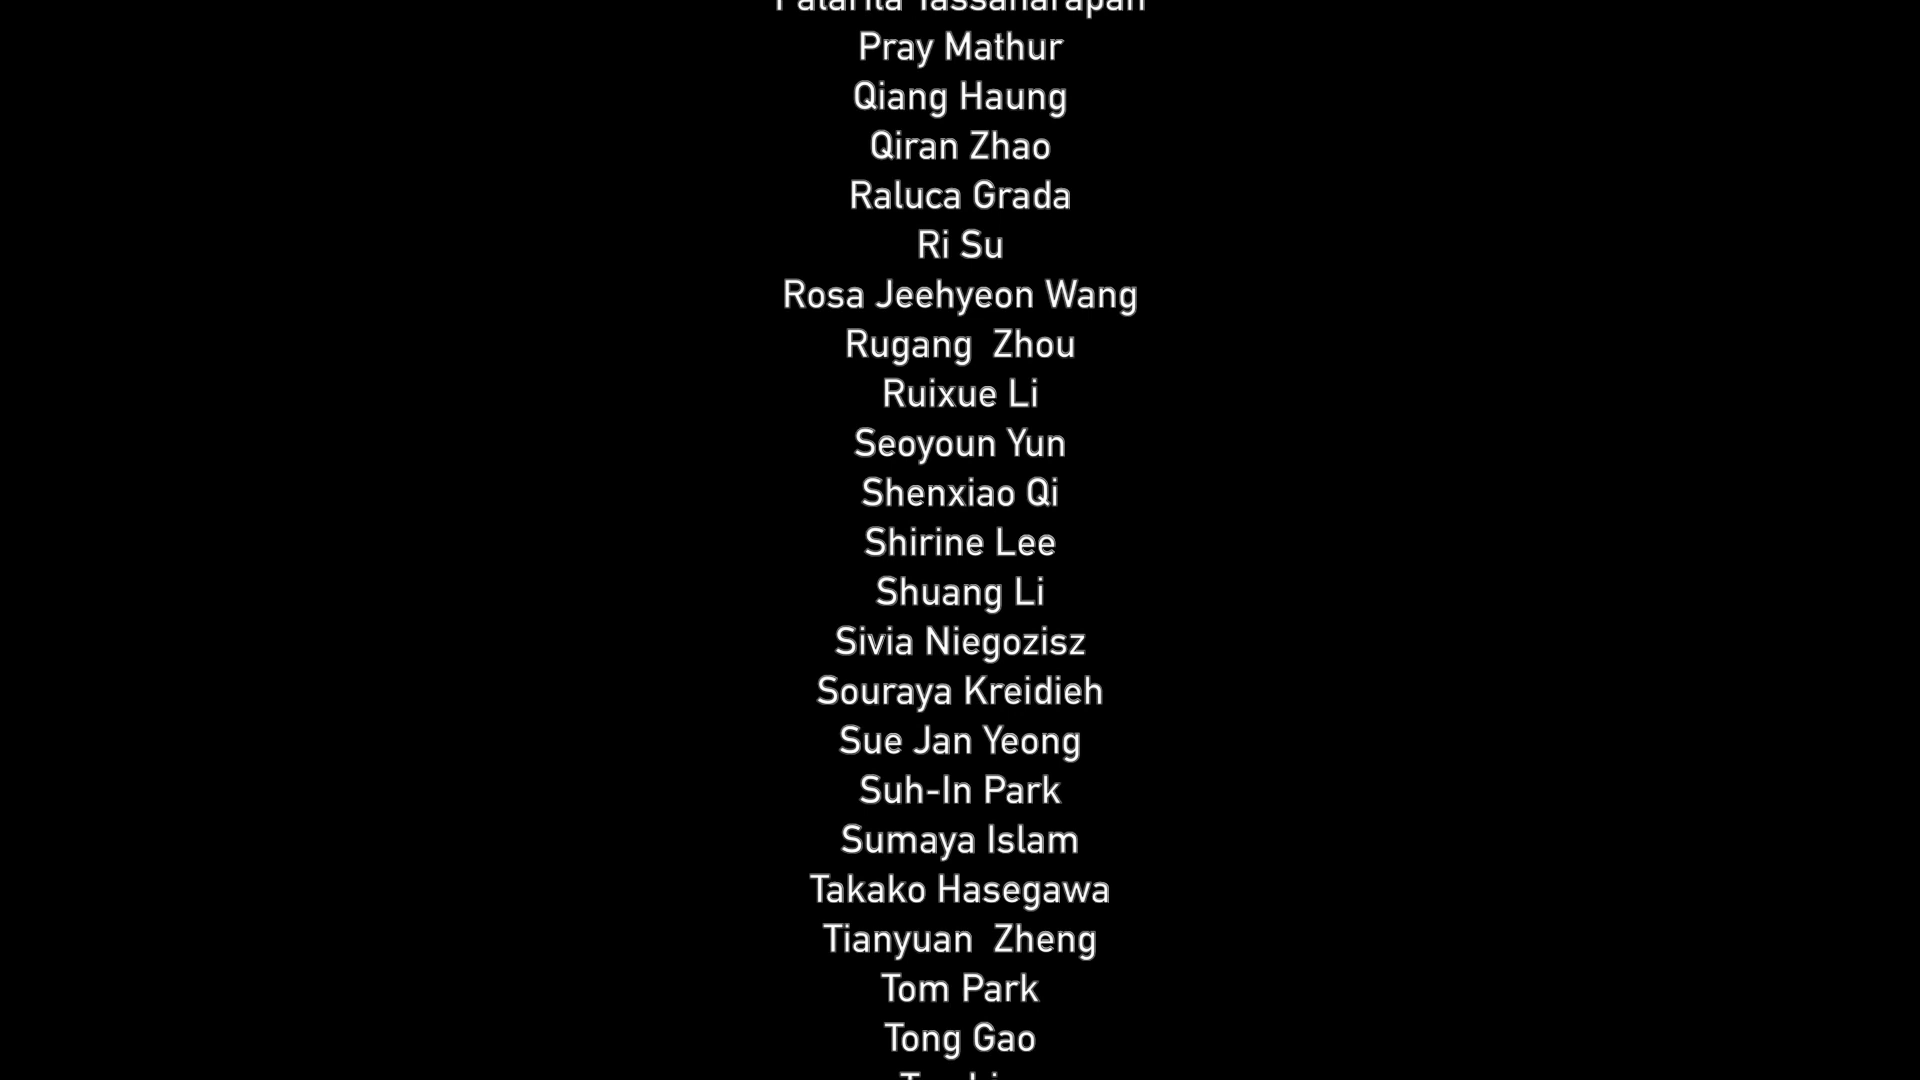 Pray Mathur
Qiang Haung
Qiran Zhao
Raluca Grada
Ri Su
Rosa Jeehyeon Wang
Rugang  Zhou
Ruixue Li
Seoyoun Yun
Shenxiao Qi
Shirine Lee
Shuang Li
Sivia Niegozisz
Souraya Kreidieh
Sue Jan Yeong
Suh-In Park
Sumaya Islam
Takako Hasegawa
Tianyuan  Zheng
Tom Park
Tong Gao